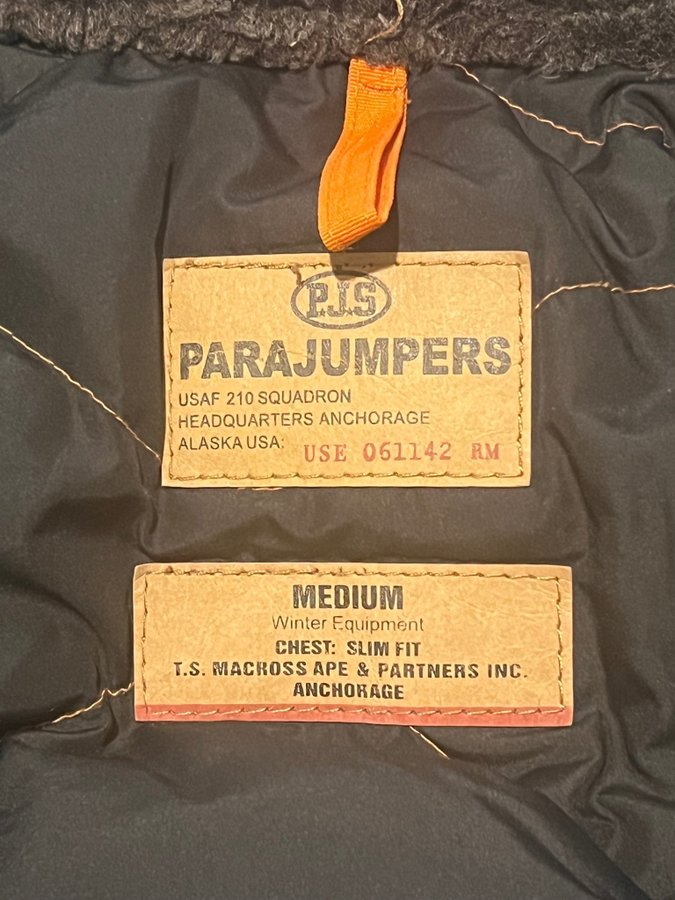 P.J.S
PARAJUMPERS
USAF 210 SQUADRON
HEADQUARTERS ANCHORAGE
ALASKA USA: USE 061142 RM
MEDIUM
Winter Equipment
CHEST: SLIM FIT
T.S. MACROSS APE & PARTNERS INC.
ANCHORAGE